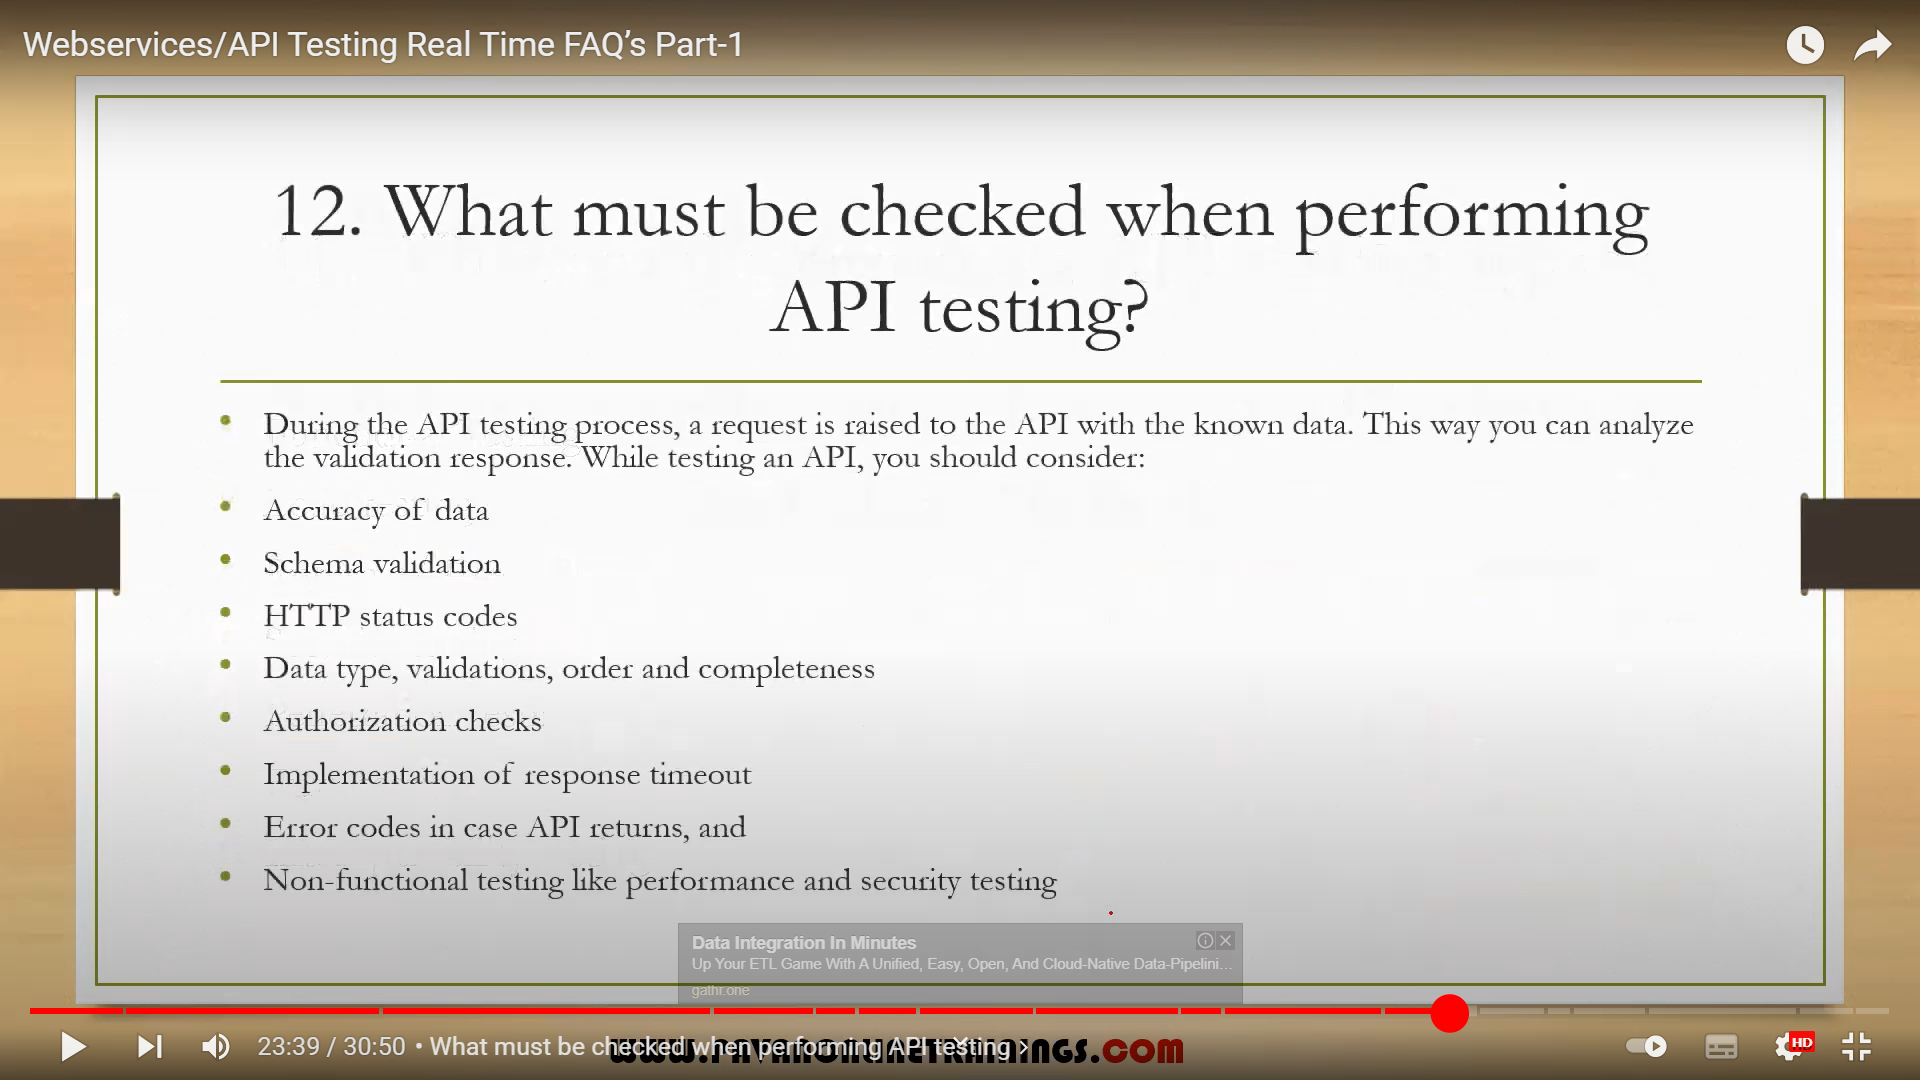 Webservices/API Testing Real Time FAQ’s Part-1
12. What must be checked when performing
API testing?
During the API testing process, a request is raised to the API with the known data. This way you can analyze
the validation response. While testing an API, you should consider:
Accuracy of data
Schema validation
HTTP status codes
Data type, validations, order and completeness
Authorization checks
Implementation of response timeout
Error codes in case API returns, and
Non-functional testing like performance and security testing
Data Integration In Minutes
Up Your ETL Game With A Unified, Easy, Open, And Cloud-Native Data-Pipelini...
gathr.one
23:39 / 30:50 • What must be checked when performing API testing ›
HD